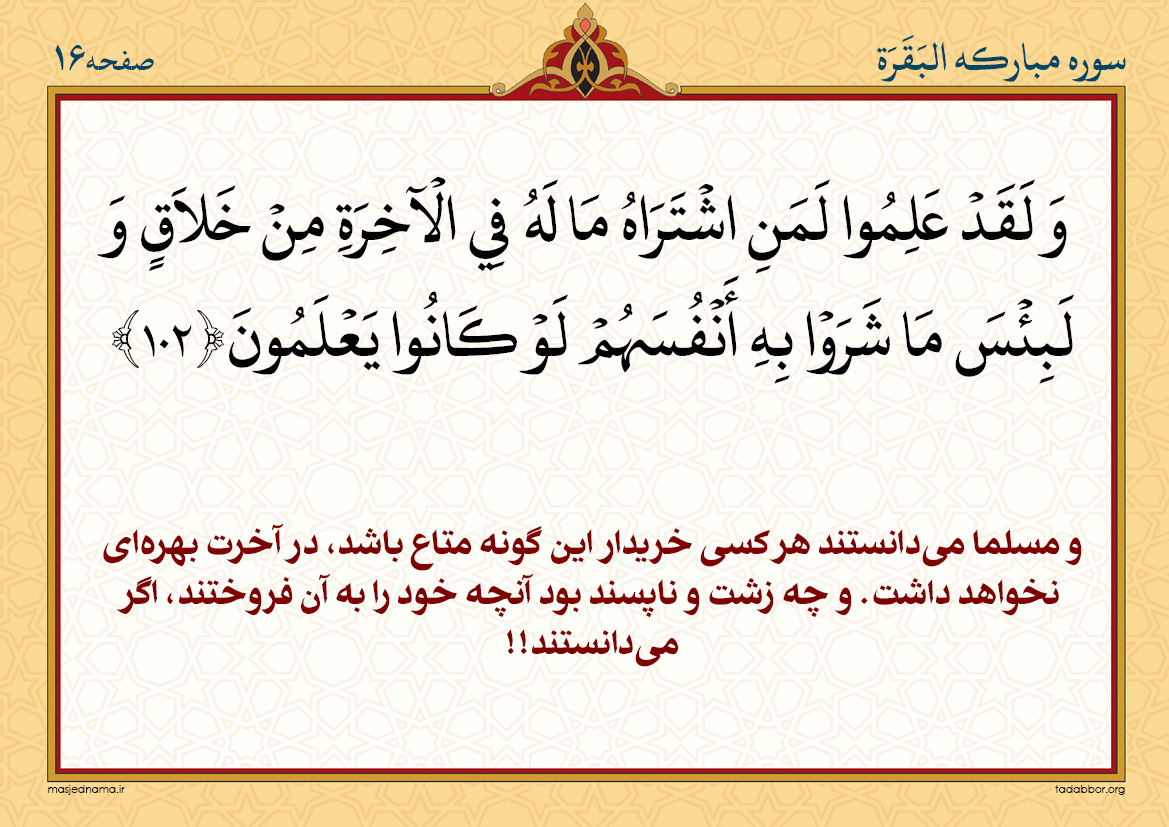 سوره مبارکه البَقَرَة
صفحه۱۶
وَ لَقَدْ عَلِمُوا لَمَنِ اشْتَرَاهُ مَا لَهُ فِي الْآخِرَةِ مِنْ خَلاَقٍ وَ
لَبِئْسَ مَا شَرَوْا بِهِ أَنْفُسَهُمْ لَوْ كَانُوا يَعْلَمُونَ ﴿۱۰۲﴾
و مسلما می‌دانستند هرکسی خریدار این گونه متاع باشد، در آخرت بهره‌ای
نخواهد داشت. و چه زشت و ناپسند بود آنچه خود را به آن فروختند، اگر
می‌دانستند!!
masjednama.ir
tadabbor.org